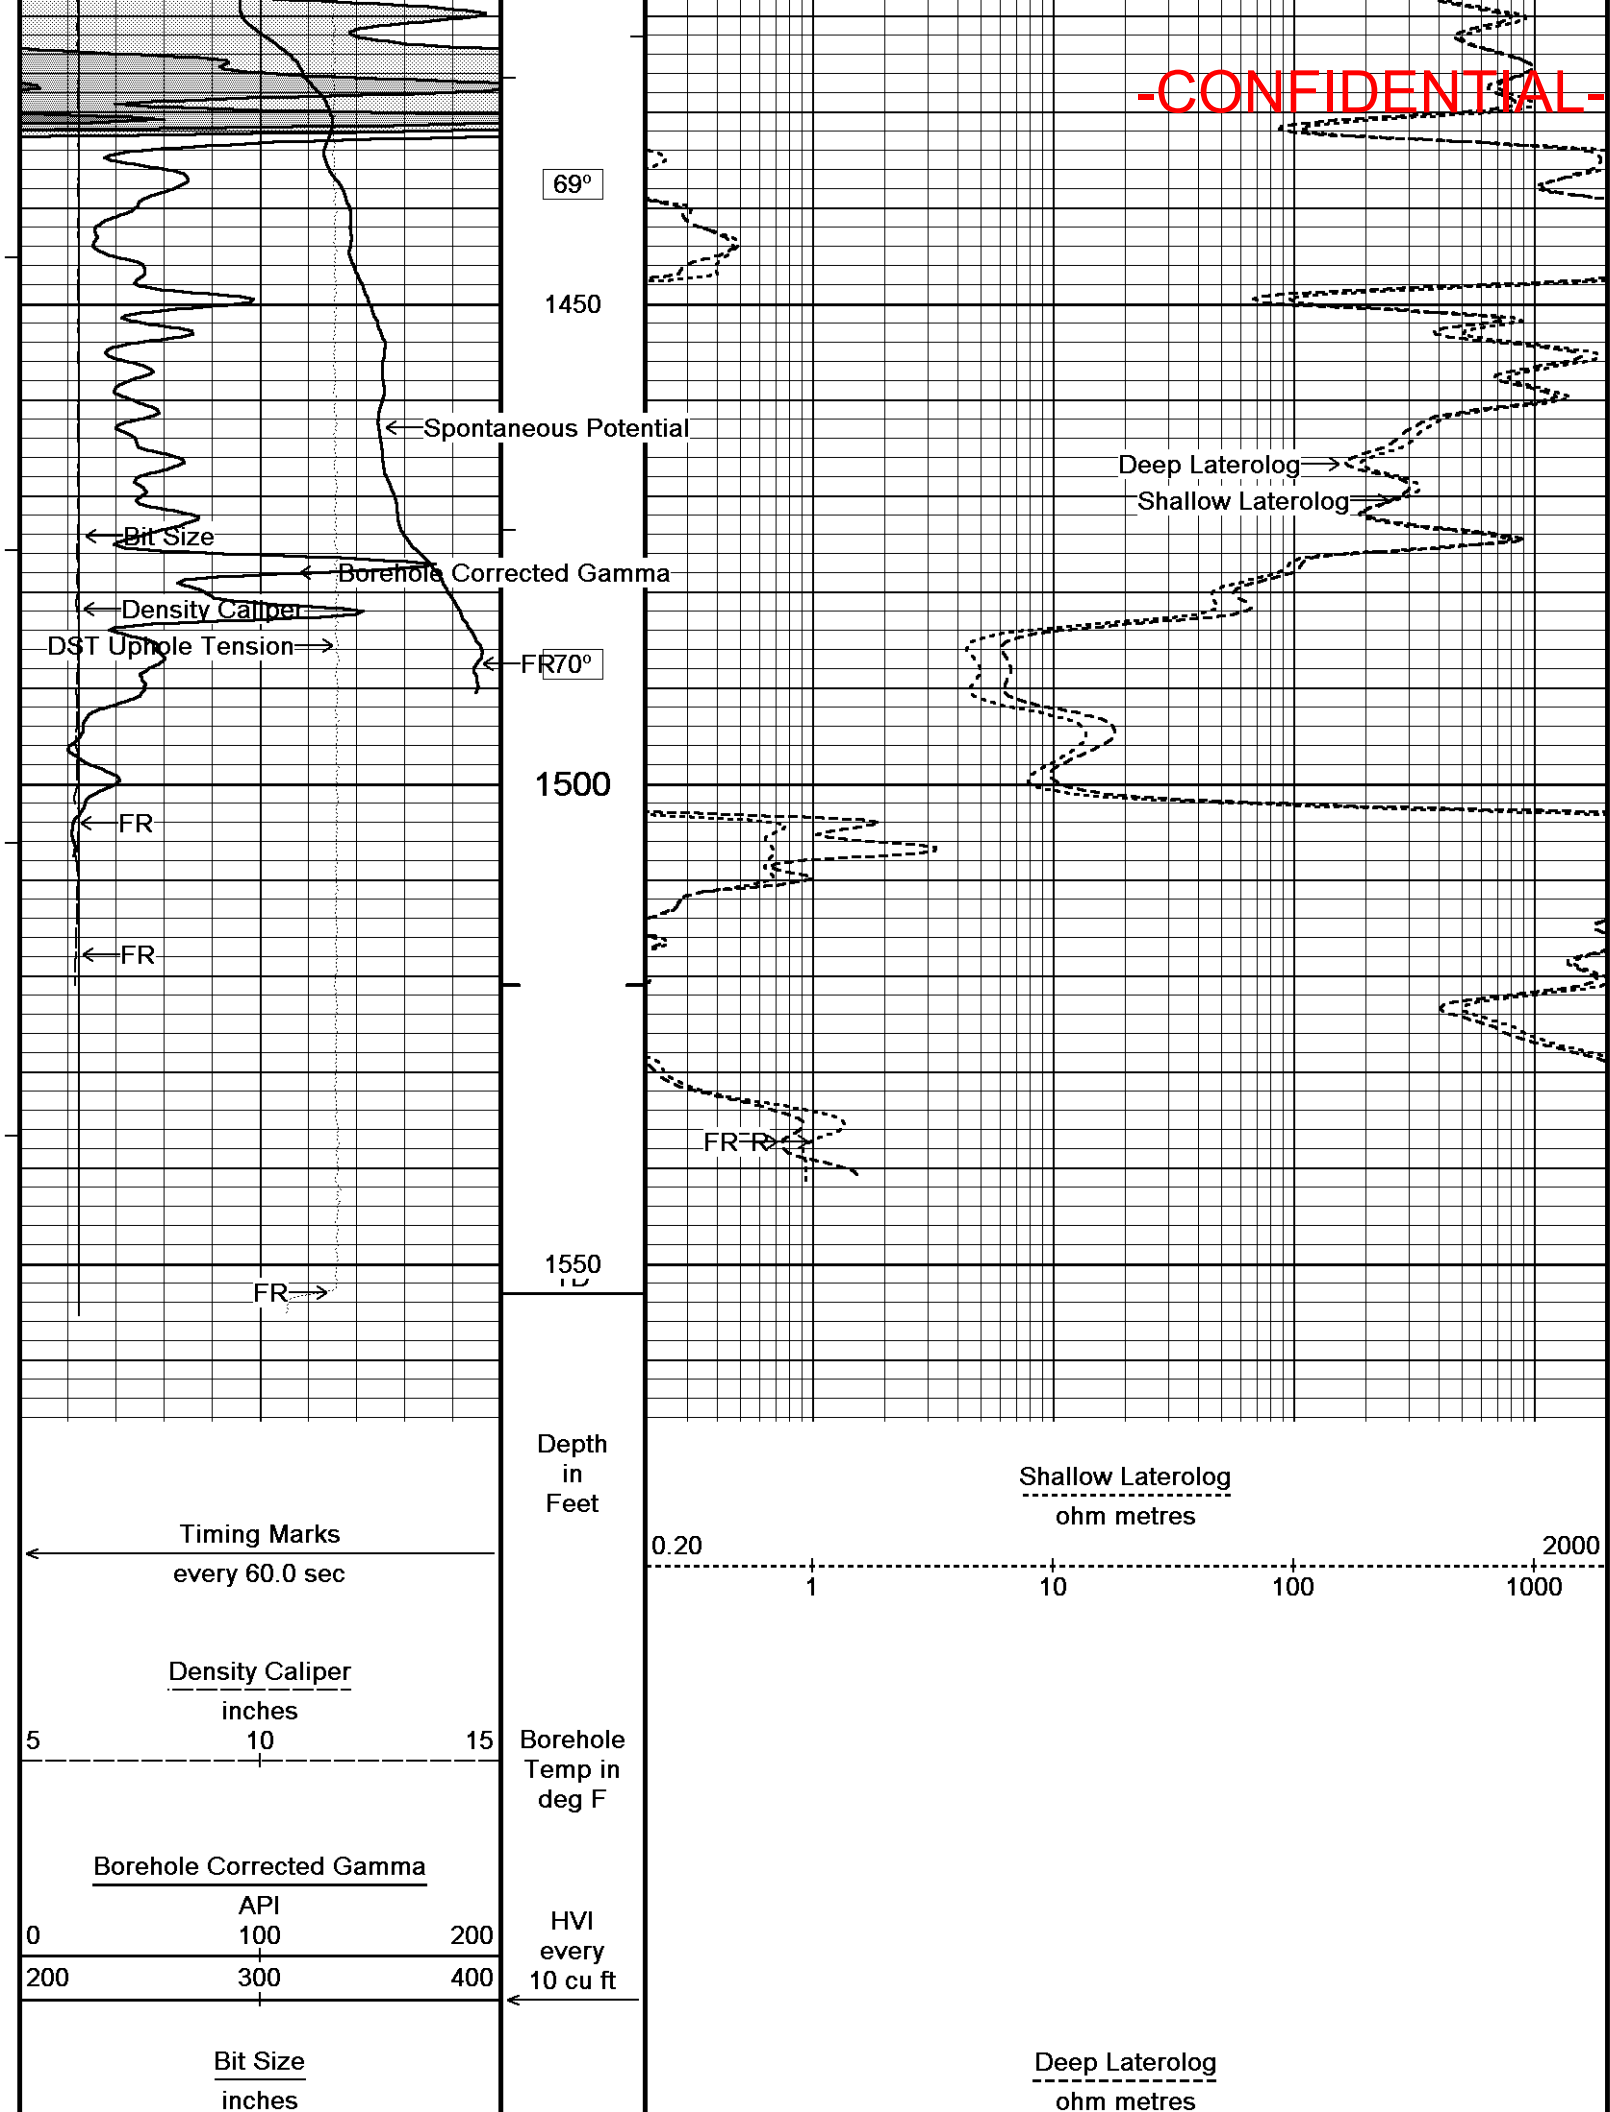 -CONFIDENTIAL-
69º
1450
Spontaneous Potential
Deep Laterolog
Shallow Laterolog
Bit Size
Borehole Corrected Gamma
Density Caliper
DST Uphole Tension
FR
70º
1500
FR
FR
FR
FR
1550
FR
Depth
in
Feet
Shallow Laterolog
ohm metres
0.20 2000
1 10 100 1000
Timing Marks
every 60.0 sec
Density Caliper
inches
5 10 15
Borehole
Temp in
deg F
Borehole Corrected Gamma
API
0 100 200
200 300 400
HVI
every
10 cu ft
Bit Size
inches
Deep Laterolog
ohm metres